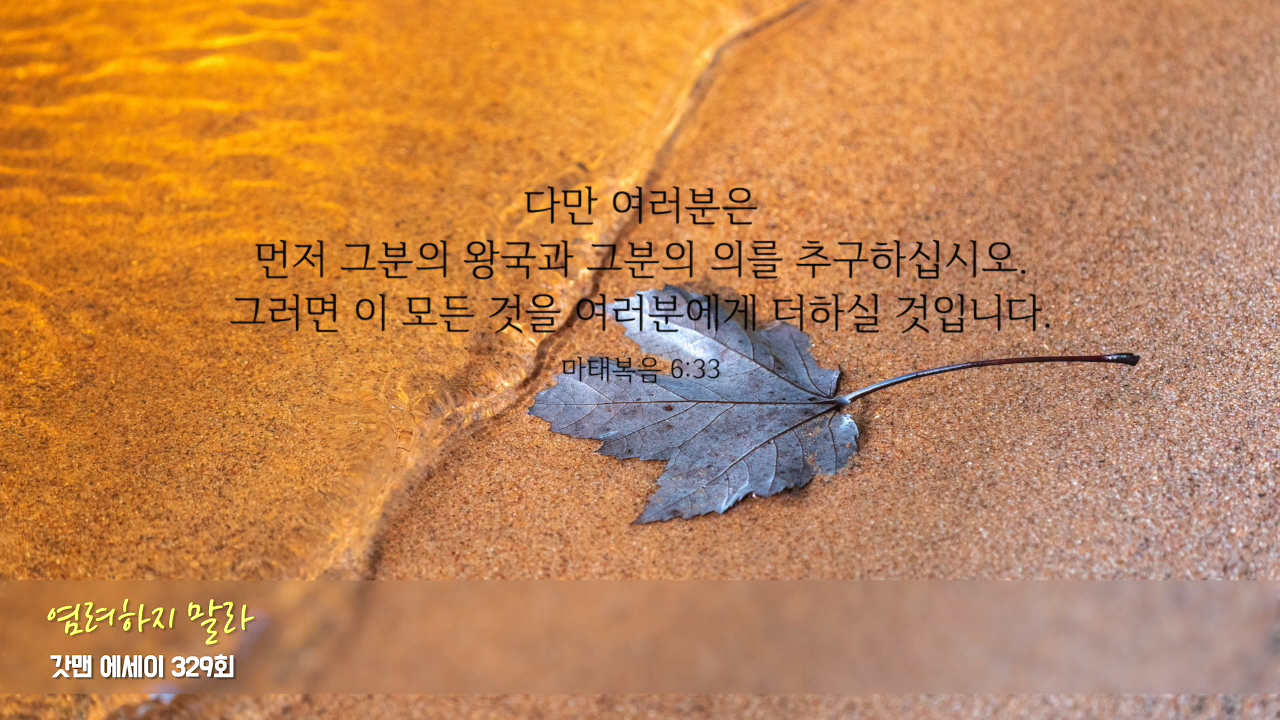 다만 여러분은
먼저 그분의 왕국과 그분의 의를 추구하십시오.
그러면 이 모든 것을 여러분에게 더하실 것입니다.
마태복음 6:33
염려하지 말라
갓맨 에세이 329회